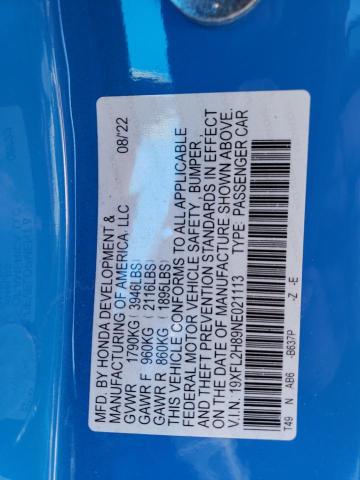 MFD. BY HONDA DEVELOPMENT &
MANUFACTURING OF AMERICA, LLC 08/22
GVWR 1790KG (3946LBS)
GAWR F 960KG (2116LBS)
GAWR R 860KG (1895LBS)
THIS VEHICLE CONFORMS TO ALL APPLICABLE
FEDERAL MOTOR VEHICLE SAFETY, BUMPER,
AND THEFT PREVENTION STANDARDS IN EFFECT
ON THE DATE OF MANUFACTURE SHOWN ABOVE.
V.I.N: 19XFL2H89NE021113 TYPE: PASSENGER CAR
T49 N AB6 -B637P -Z -E